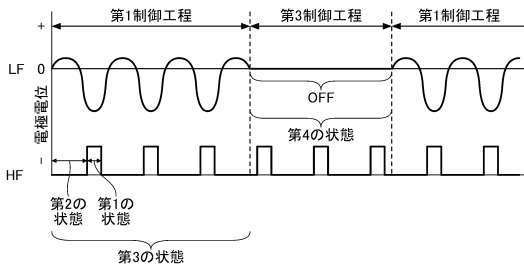 第1制御工程 第3制御工程 第1制御工程
+
LF 0
OFF
電極電位
第4の状態
-
HF
第2の状態 第1の状態
第3の状態